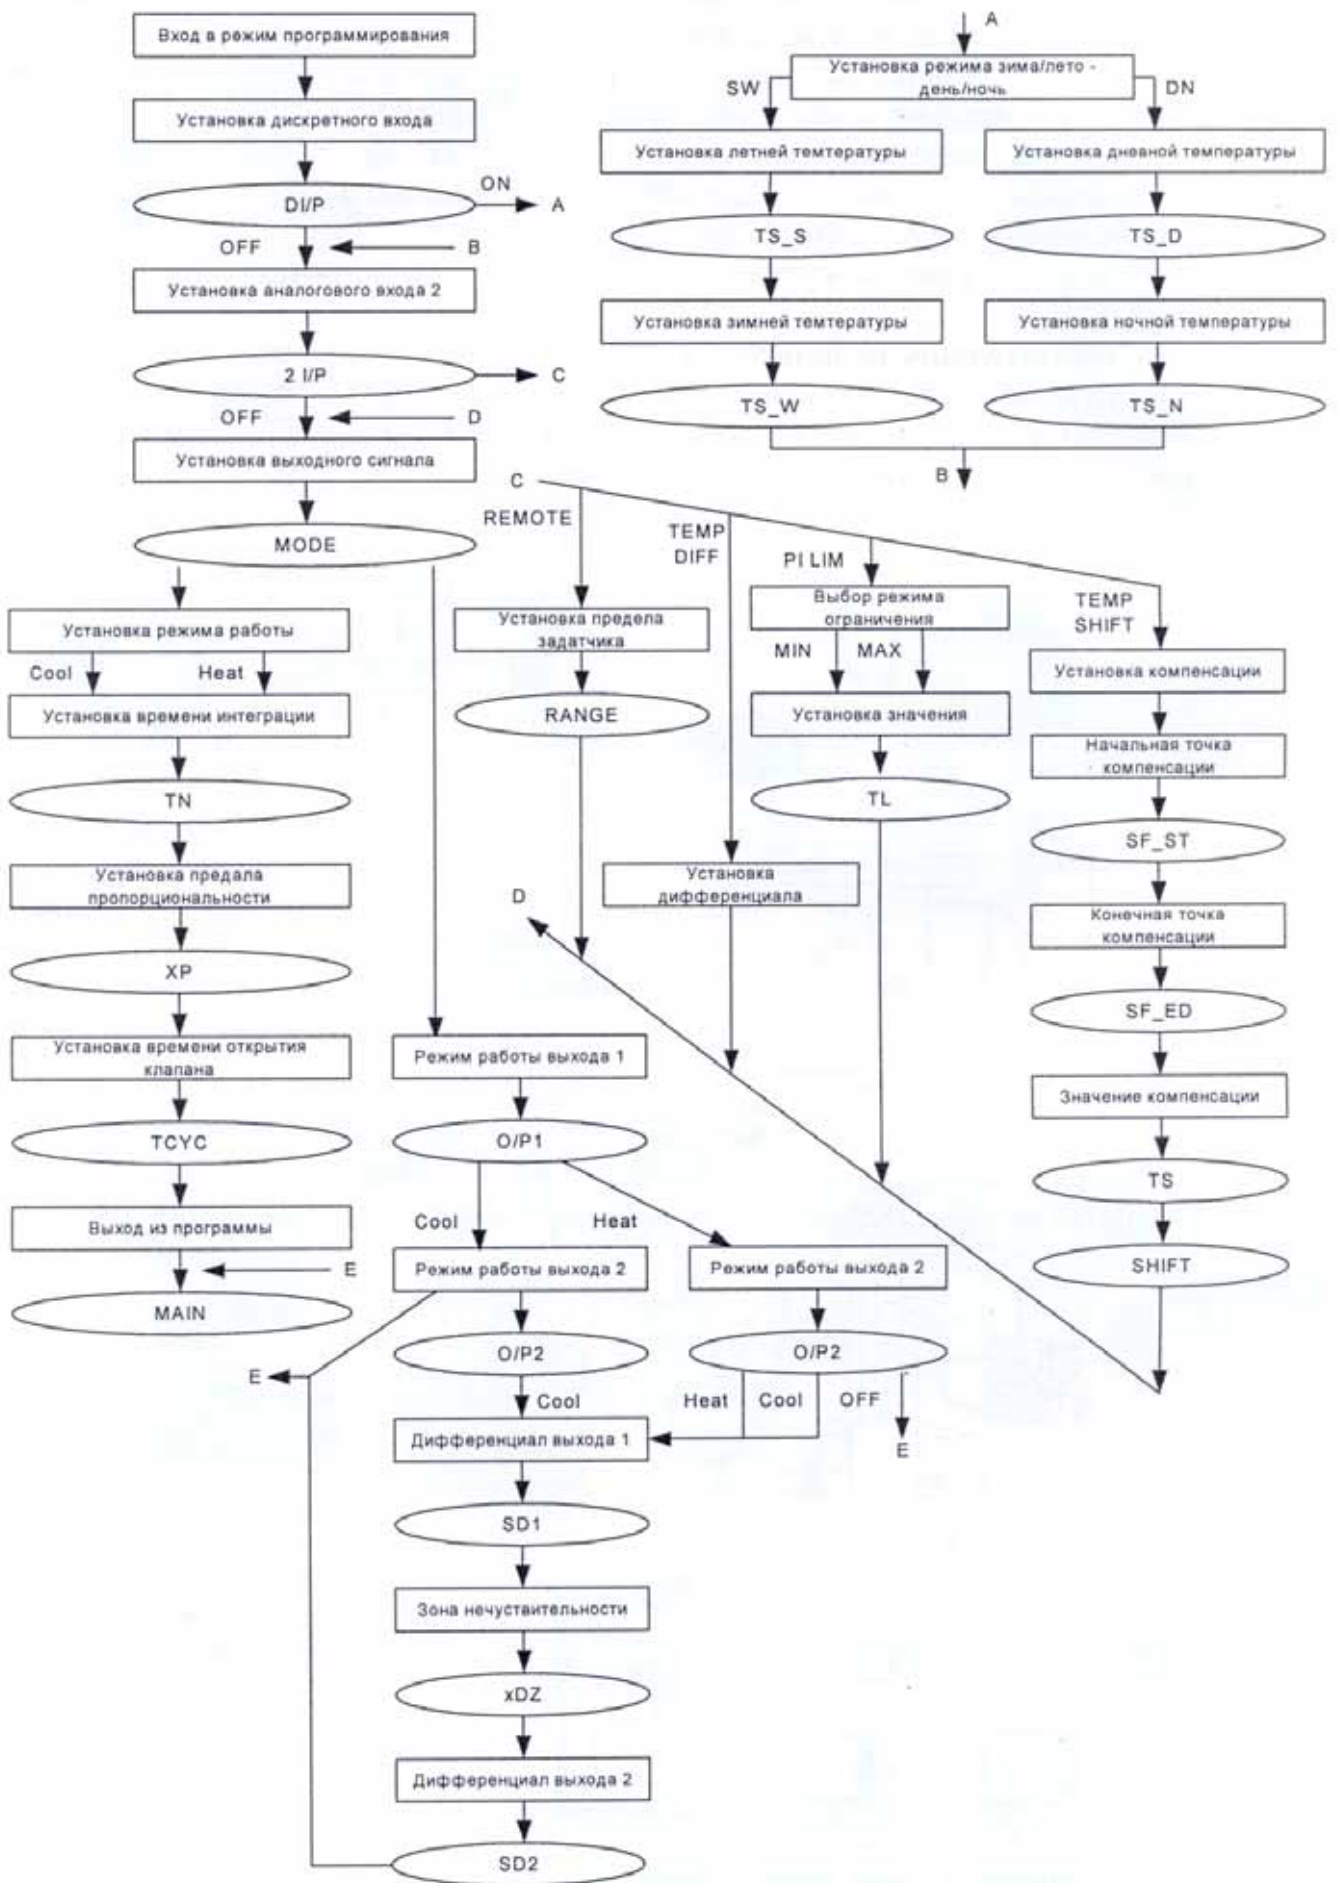 Вход в режим программирования
Установка дискретного входа
DI/P
ON
A
OFF
B
Установка аналогового входа 2
2 I/P
C
OFF
D
Установка выходного сигнала
MODE
A
Установка режима зима/лето -
день/ночь
SW
DN
Установка летней темтературы
Установка дневной температуры
TS_S
TS_D
Установка зимней темтературы
Установка ночной температуры
TS_W
TS_N
B
Установка режима работы
Cool
Heat
Установка времени интеграции
TN
Установка предала
пропорциональности
XP
Установка времени открытия
клапана
TCYC
Выход из программы
E
MAIN
C
REMOTE
TEMP
DIFF
PI LIM
TEMP
SHIFT
Установка предела
задатчика
RANGE
Выбор режима
ограничения
MIN
MAX
Установка значения
TL
Установка
дифференциала
D
Установка компенсации
Начальная точка
компенсации
SF_ST
Конечная точка
компенсации
SF_ED
Значение компенсации
TS
SHIFT
Режим работы выхода 1
O/P1
Cool
Heat
Режим работы выхода 2
Режим работы выхода 2
O/P2
O/P2
E
Cool
Heat
Cool
OFF
E
Дифференциал выхода 1
SD1
Зона нечуствительности
xDZ
Дифференциал выхода 2
SD2